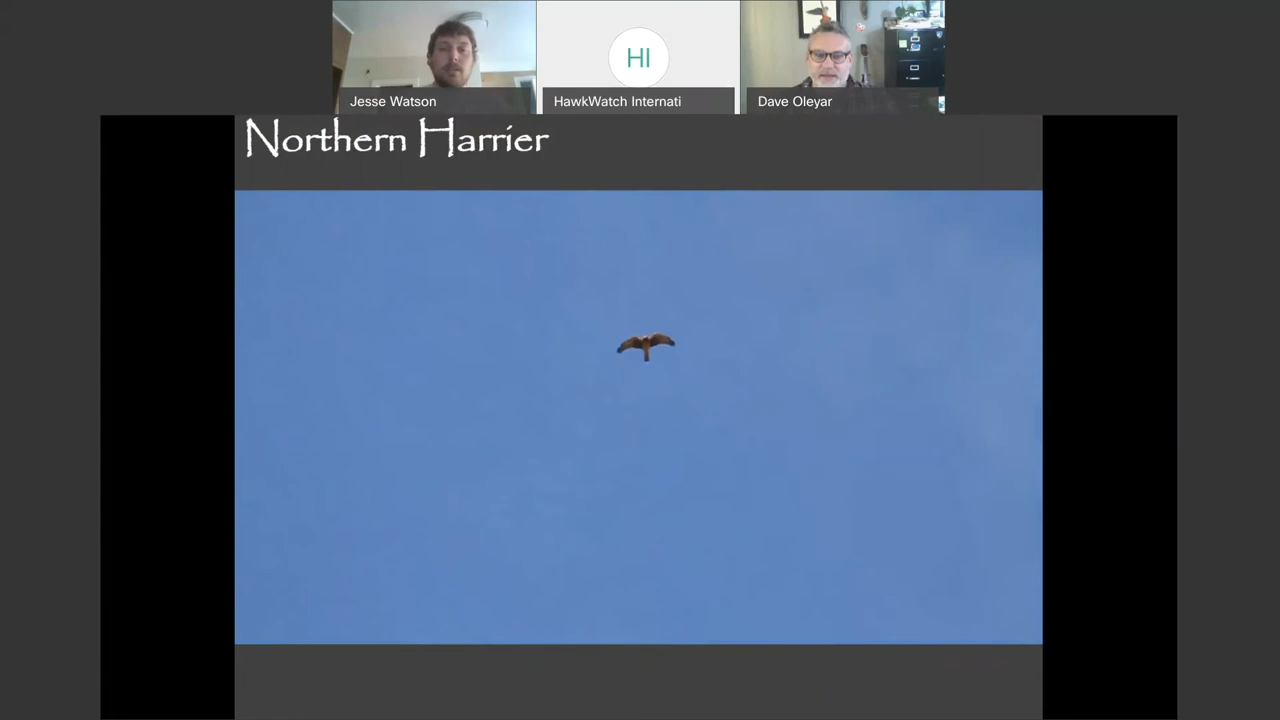 HI
Jesse Watson
HawkWatch Internati
Dave Oleyar
Northern Harrier